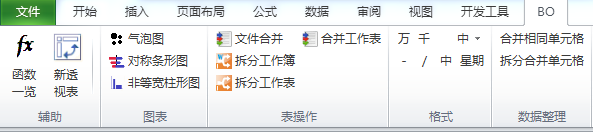 文件 开始 插入 页面布局 公式 数据 审阅 视图 开发工具 BO
fx
函数
一览
新透
视表
辅助
气泡图
对称条形图
非等宽柱形图
图表
文件合并 合并工作表
拆分工作簿
拆分工作表
表操作
万 千 中
- / 中 星期
格式
合并相同单元格
拆分合并单元格
数据整理